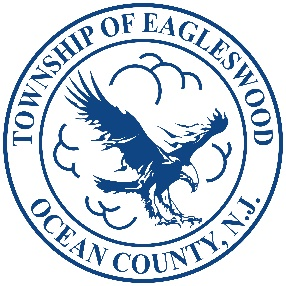 TOWNSHIP OF EAGLESWOOD
OCEAN COUNTY, N.J.